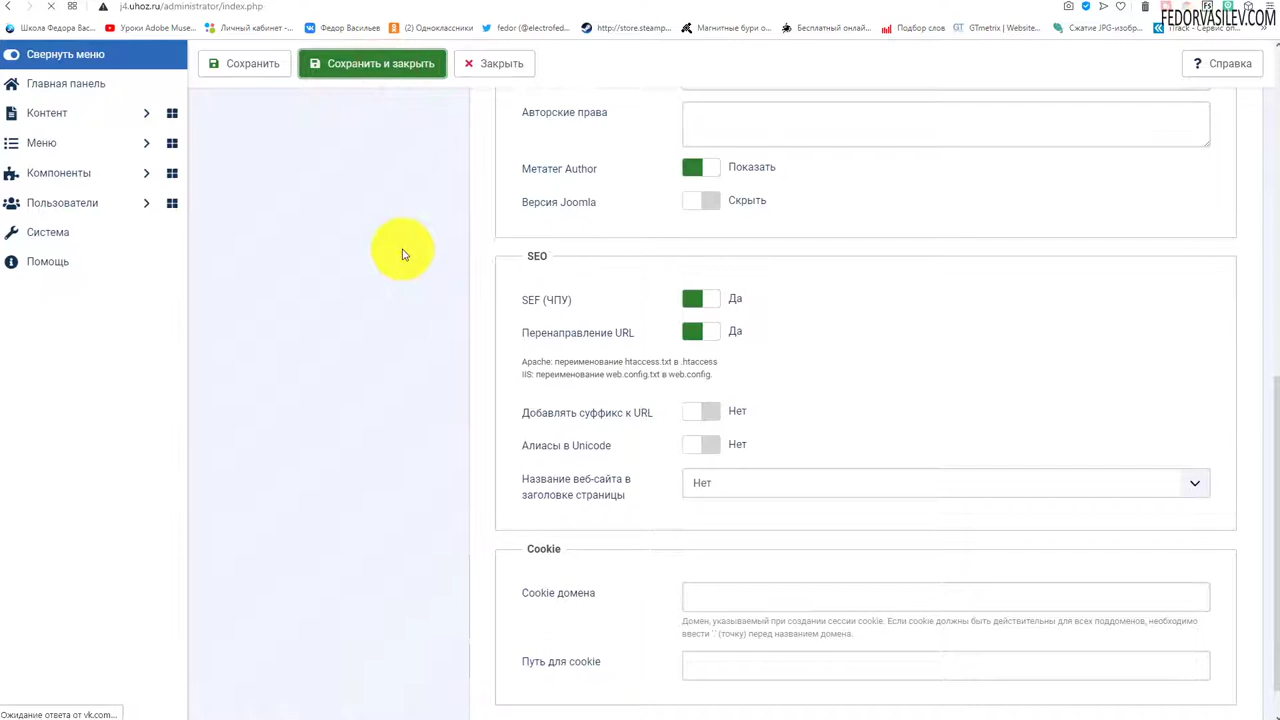 j4.uhoz.ru/administrator/index.php
FEDORVASILEV.COM
Школа Федора Вас...
Уроки Adobe Muse...
Личный кабинет -...
Федор Васильев
(2) Одноклассники
fedor (@electrofed...
http://store.steamp...
Магнитные бури о...
Бесплатный онлай...
Подбор слов
GTmetrix | Website...
Сжатие JPG-изобр...
iTrack - Сервис оп...
Свернуть меню
Сохранить
Сохранить и закрыть
Закрыть
Справка
Главная панель
Контент
Меню
Компоненты
Пользователи
Система
Помощь
Авторские права
Метатег Author
Показать
Версия Joomla
Скрыть
SEO
SEF (ЧПУ)
Да
Перенаправление URL
Да
Apache: переименование htaccess.txt в .htaccess
IIS: переименование web.config.txt в web.config.
Добавлять суффикс к URL
Нет
Алиасы в Unicode
Нет
Название веб-сайта в
заголовке страницы
Нет
Cookie
Cookie домена
Домен, указываемый при создании сессии cookie. Если cookie должны быть действительны для всех поддоменов, необходимо
ввести '.' (точку) перед названием домена.
Путь для cookie
Ожидание ответа от vk.com...